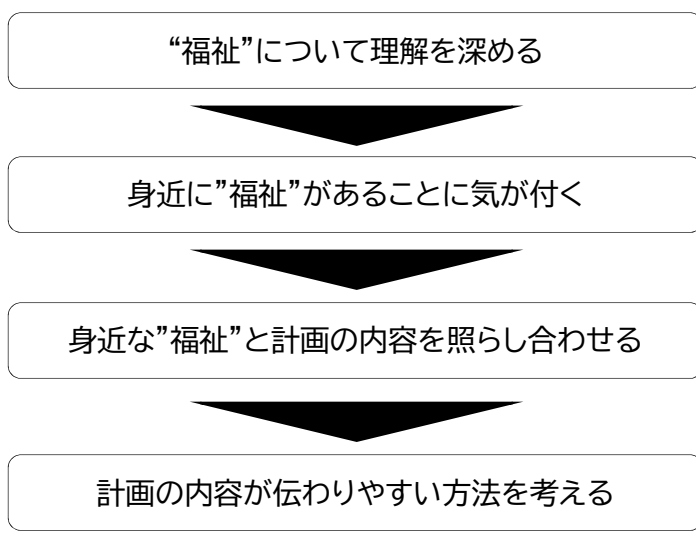 “福祉”について理解を深める
身近に”福祉”があることに気が付く
身近な”福祉”と計画の内容を照らし合わせる
計画の内容が伝わりやすい方法を考える